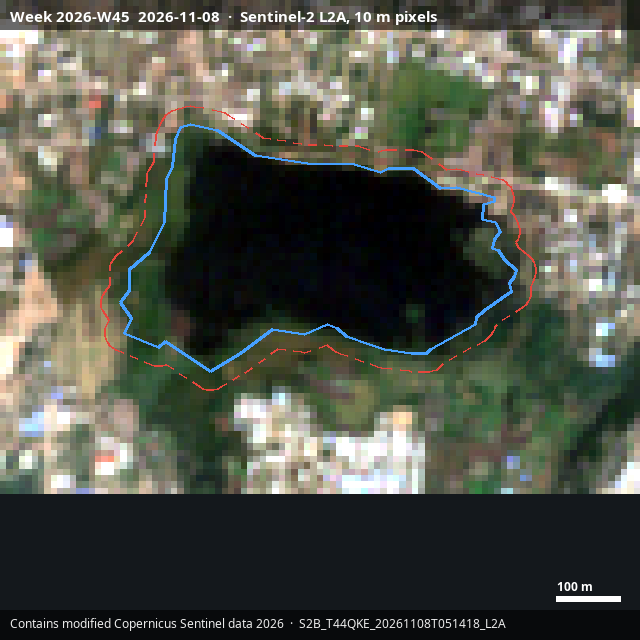 Week 2026-W45 2026-11-08 · Sentinel-2 L2A, 10 m pixels
100 m
Contains modified Copernicus Sentinel data 2026 · S2B_T44QKE_20261108T051418_L2A